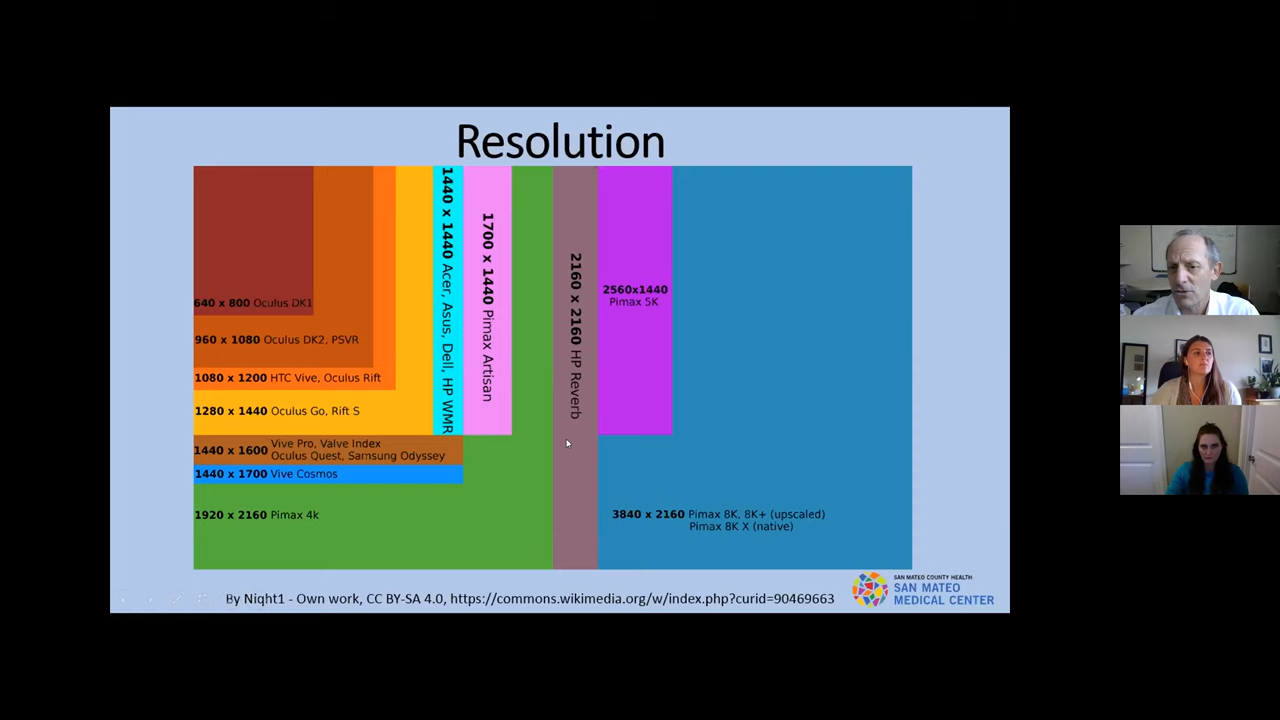 Resolution
640 x 800 Oculus DK1
960 x 1080 Oculus DK2, PSVR
1080 x 1200 HTC Vive, Oculus Rift
1280 x 1440 Oculus Go, Rift S
1440 x 1600 Vive Pro, Valve Index
Oculus Quest, Samsung Odyssey
1440 x 1700 Vive Cosmos
1920 x 2160 Pimax 4k
1440 x 1440 Acer, Asus, Dell, HP WMR
1700 x 1440 Pimax Artisan
2160 x 2160 HP Reverb
2560x1440
Pimax 5K
3840 x 2160 Pimax 8K, 8K+ (upscaled)
Pimax 8K X (native)
By Niqht1 - Own work, CC BY-SA 4.0, https://commons.wikimedia.org/w/index.php?curid=90469663
SAN MATEO COUNTY HEALTH
SAN MATEO
MEDICAL CENTER